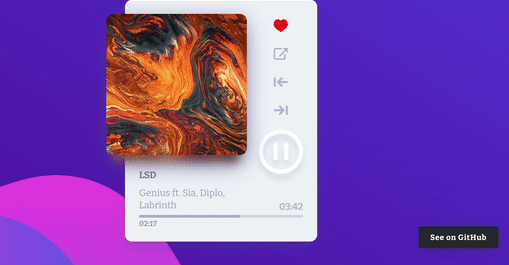 LSD
Genius ft. Sia, Diplo,
Labrinth
03:42
02:17
See on GitHub